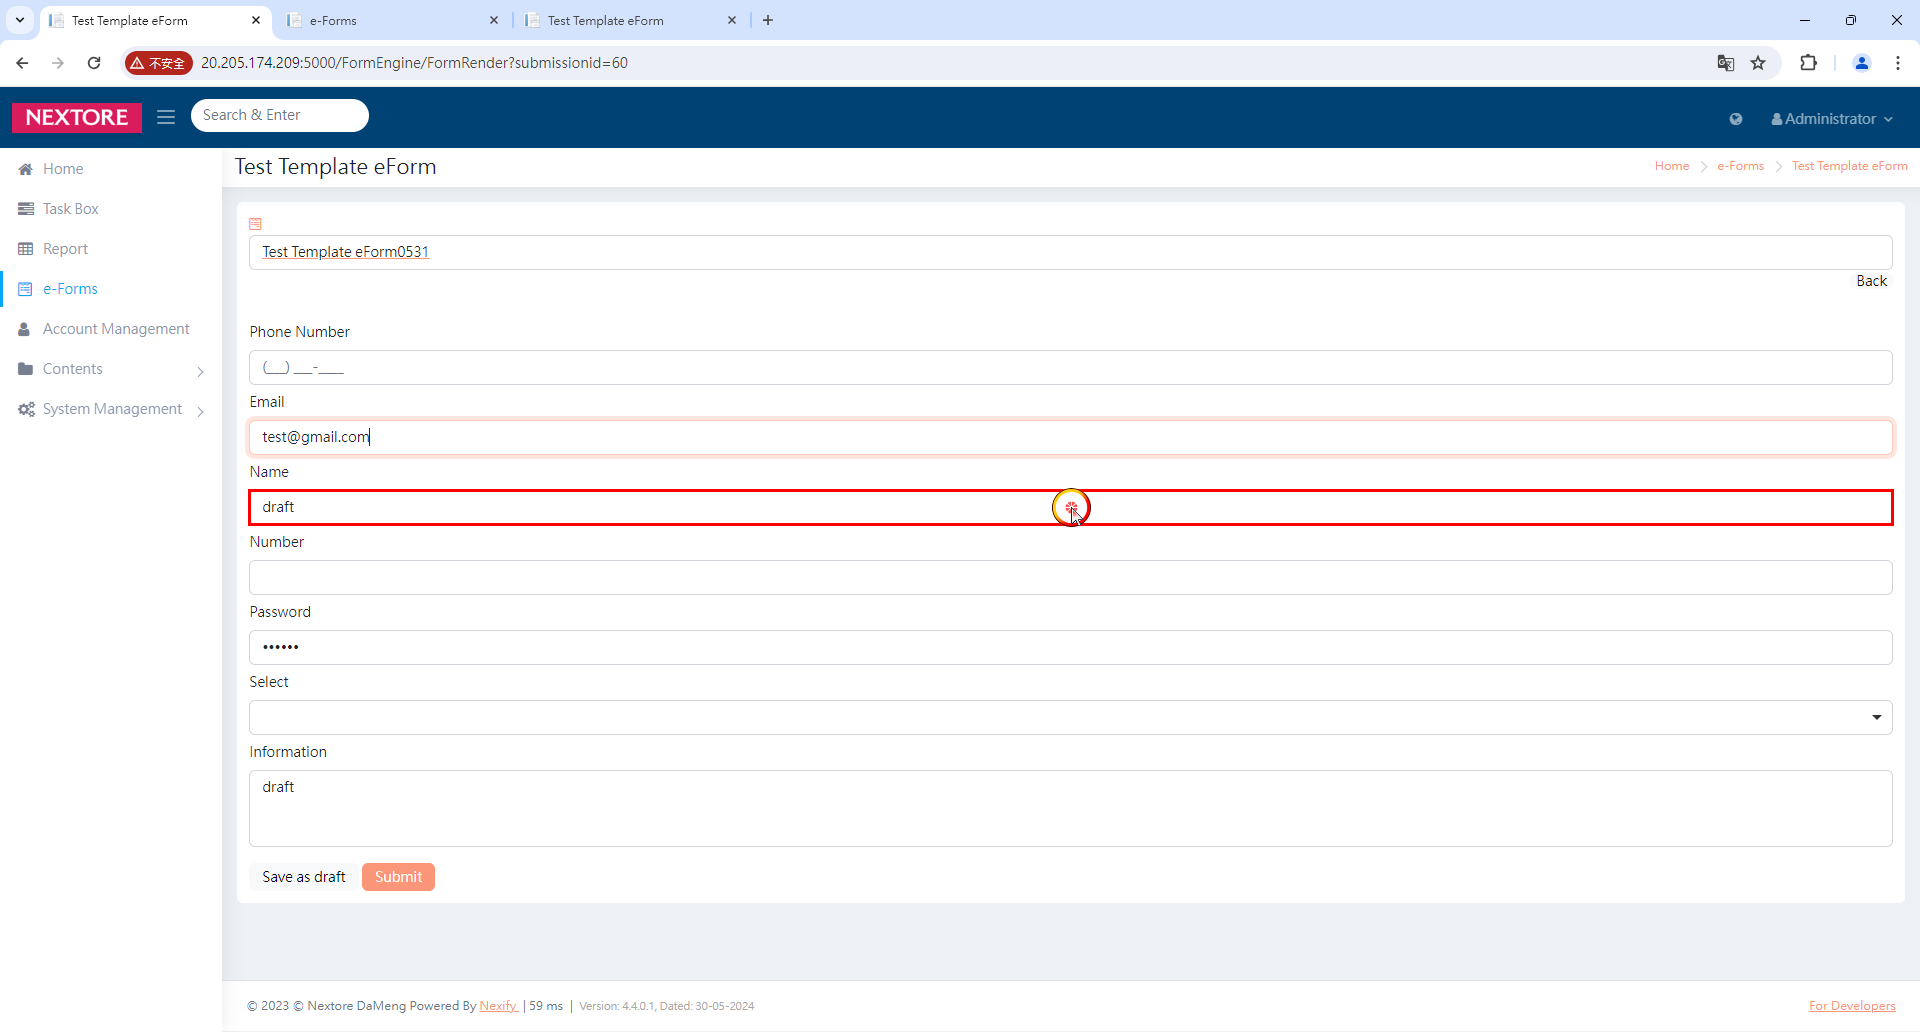 Test Template eForm
e-Forms
Test Template eForm
不安全
20.205.174.209:5000/FormEngine/FormRender?submissionid=60
NEXTORE
Search & Enter
Administrator
Home
Task Box
Report
e-Forms
Account Management
Contents
System Management
Test Template eForm
Home
e-Forms
Test Template eForm
Test Template eForm0531
Back
Phone Number
(___) ___-____
Email
test@gmail.com
Name
draft
Number
Password
••••••
Select
Information
draft
Save as draft
Submit
© 2023 © Nextore DaMeng Powered By Nexify | 59 ms | Version: 4.4.0.1, Dated: 30-05-2024
For Developers